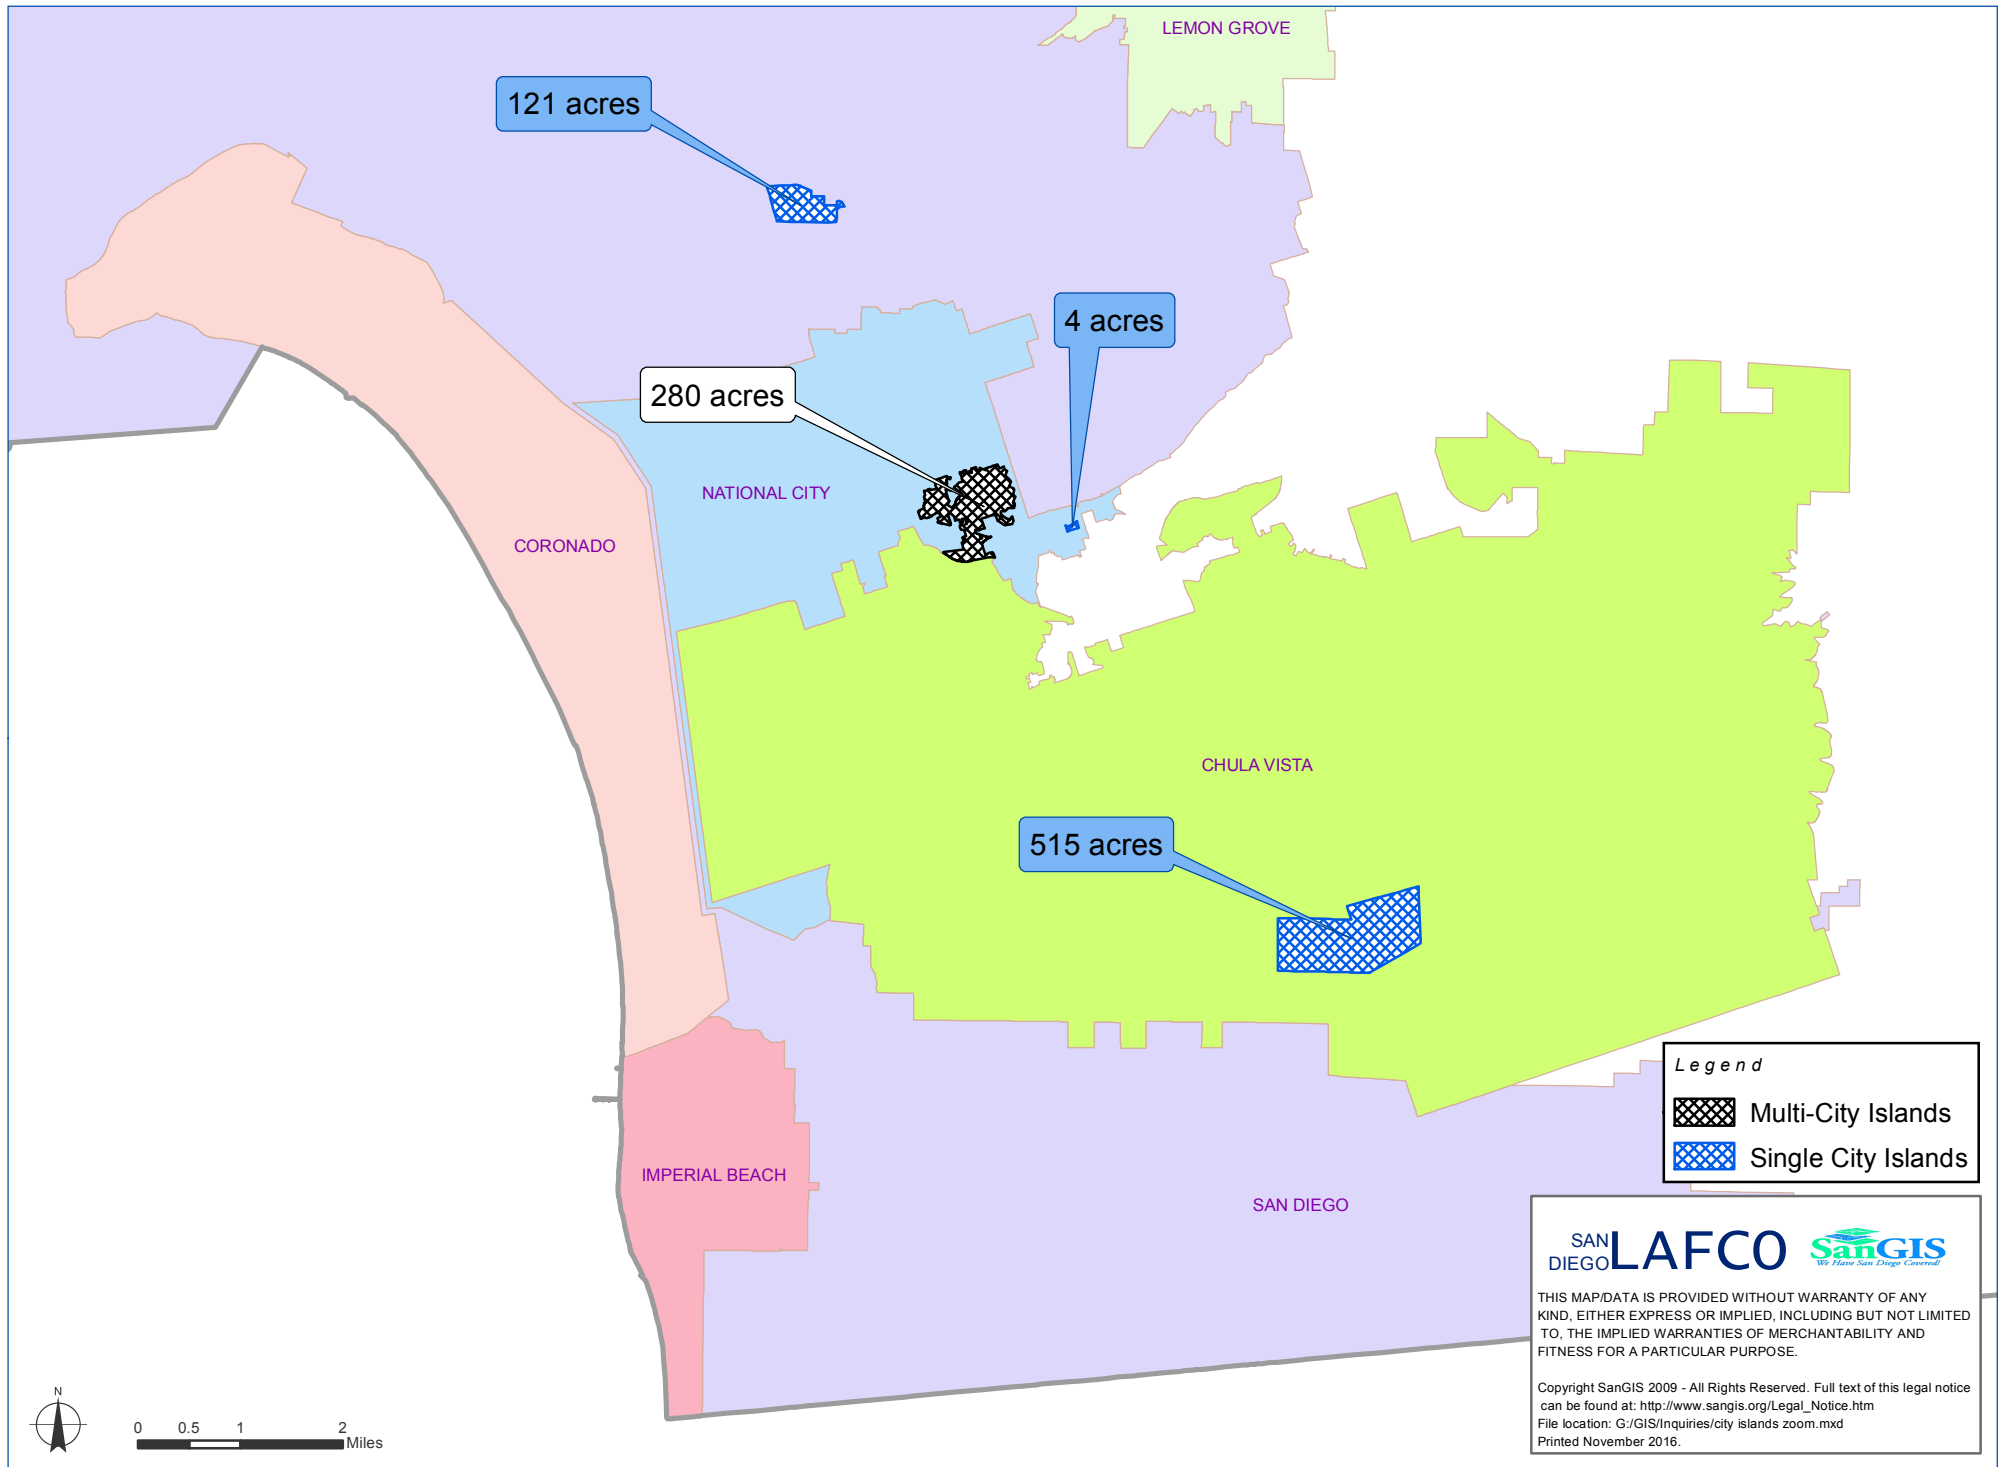 LEMON GROVE
121 acres
4 acres
280 acres
NATIONAL CITY
CORONADO
CHULA VISTA
515 acres
Legend
Multi-City Islands
Single City Islands
IMPERIAL BEACH
SAN DIEGO
SAN
DIEGO
LAFCO
SanGIS
We Have San Diego Covered!
THIS MAP/DATA IS PROVIDED WITHOUT WARRANTY OF ANY
KIND, EITHER EXPRESS OR IMPLIED, INCLUDING BUT NOT LIMITED
TO, THE IMPLIED WARRANTIES OF MERCHANTABILITY AND
FITNESS FOR A PARTICULAR PURPOSE.
Copyright SanGIS 2009 - All Rights Reserved. Full text of this legal notice
can be found at: http://www.sangis.org/Legal_Notice.htm
File location: G:/GIS/Inquiries/city islands zoom.mxd
Printed November 2016.
N
0 0.5 1 2
Miles